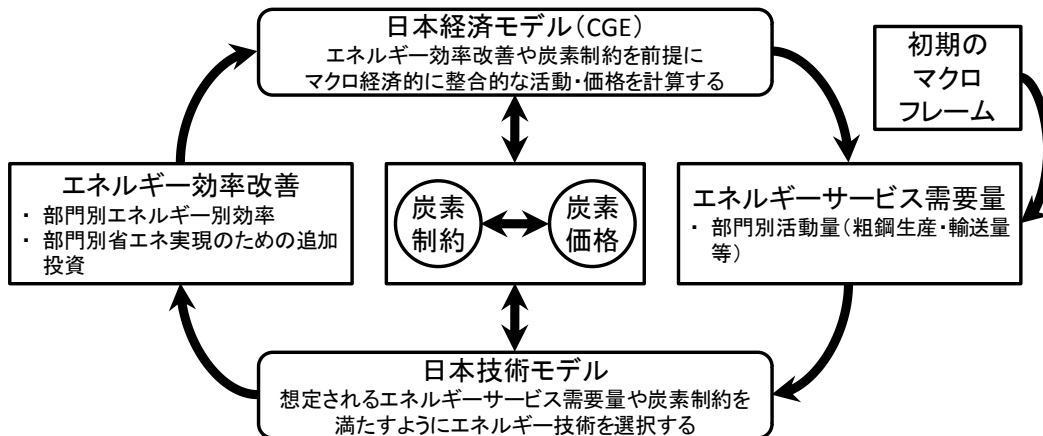 日本経済モデル(CGE)
エネルギー効率改善や炭素制約を前提に
マクロ経済的に整合的な活動・価格を計算する
初期の
マクロ
フレーム
エネルギー効率改善
・ 部門別エネルギー別効率
・ 部門別省エネ実現のための追加
投資
炭素
制約
炭素
価格
エネルギーサービス需要量
・ 部門別活動量(粗鋼生産・輸送量
等)
日本技術モデル
想定されるエネルギーサービス需要量や炭素制約を
満たすようにエネルギー技術を選択する